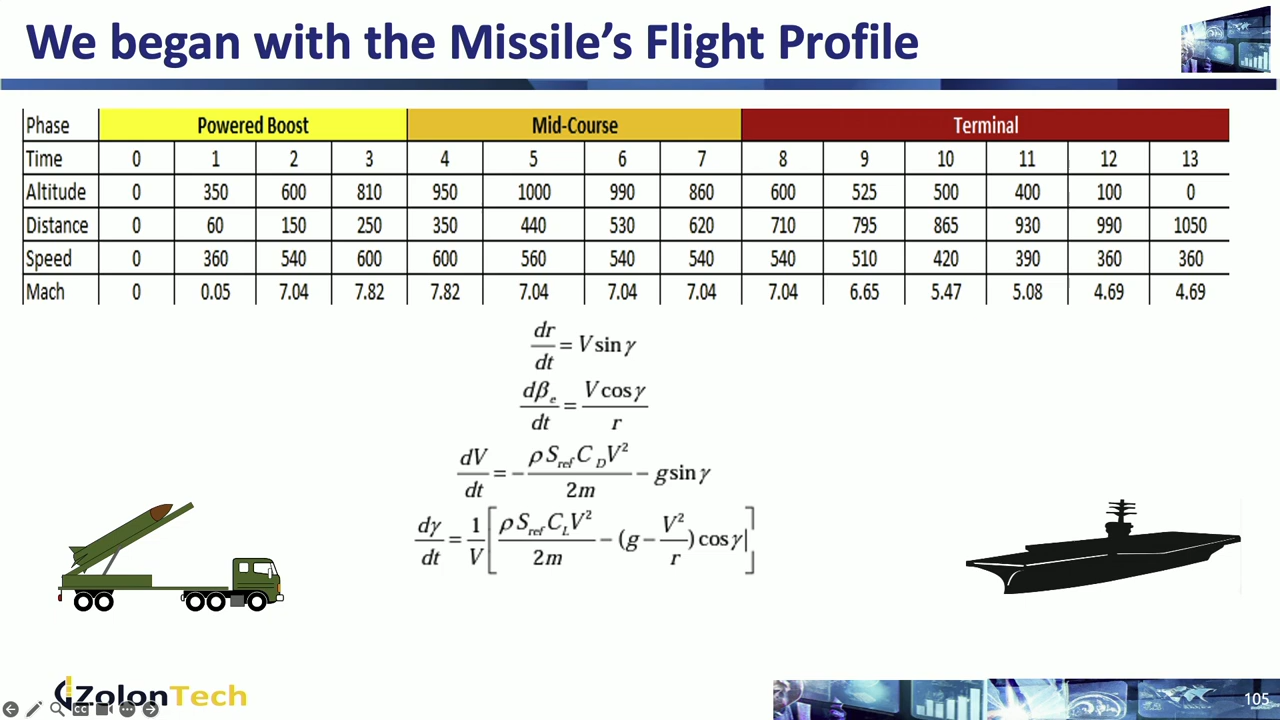 We began with the Missile's Flight Profile
Phase Powered Boost Mid-Course Terminal
Time 0 1 2 3 4 5 6 7 8 9 10 11 12 13
Altitude 0 350 600 810 950 1000 990 860 600 525 500 400 100 0
Distance 0 60 150 250 350 440 530 620 710 795 865 930 990 1050
Speed 0 360 540 600 600 560 540 540 540 510 420 390 360 360
Mach 0 0.05 7.04 7.82 7.82 7.04 7.04 7.04 7.04 6.65 5.47 5.08 4.69 4.69
dr/dt = V sin γ
dβ_e/dt = V cos γ / r
dV/dt = − ρ S_ref C_D V² / 2m − g sin γ
dγ/dt = 1/V [ ρ S_ref C_L V² / 2m − (g − V²/r) cos γ ]
ZolonTech
105